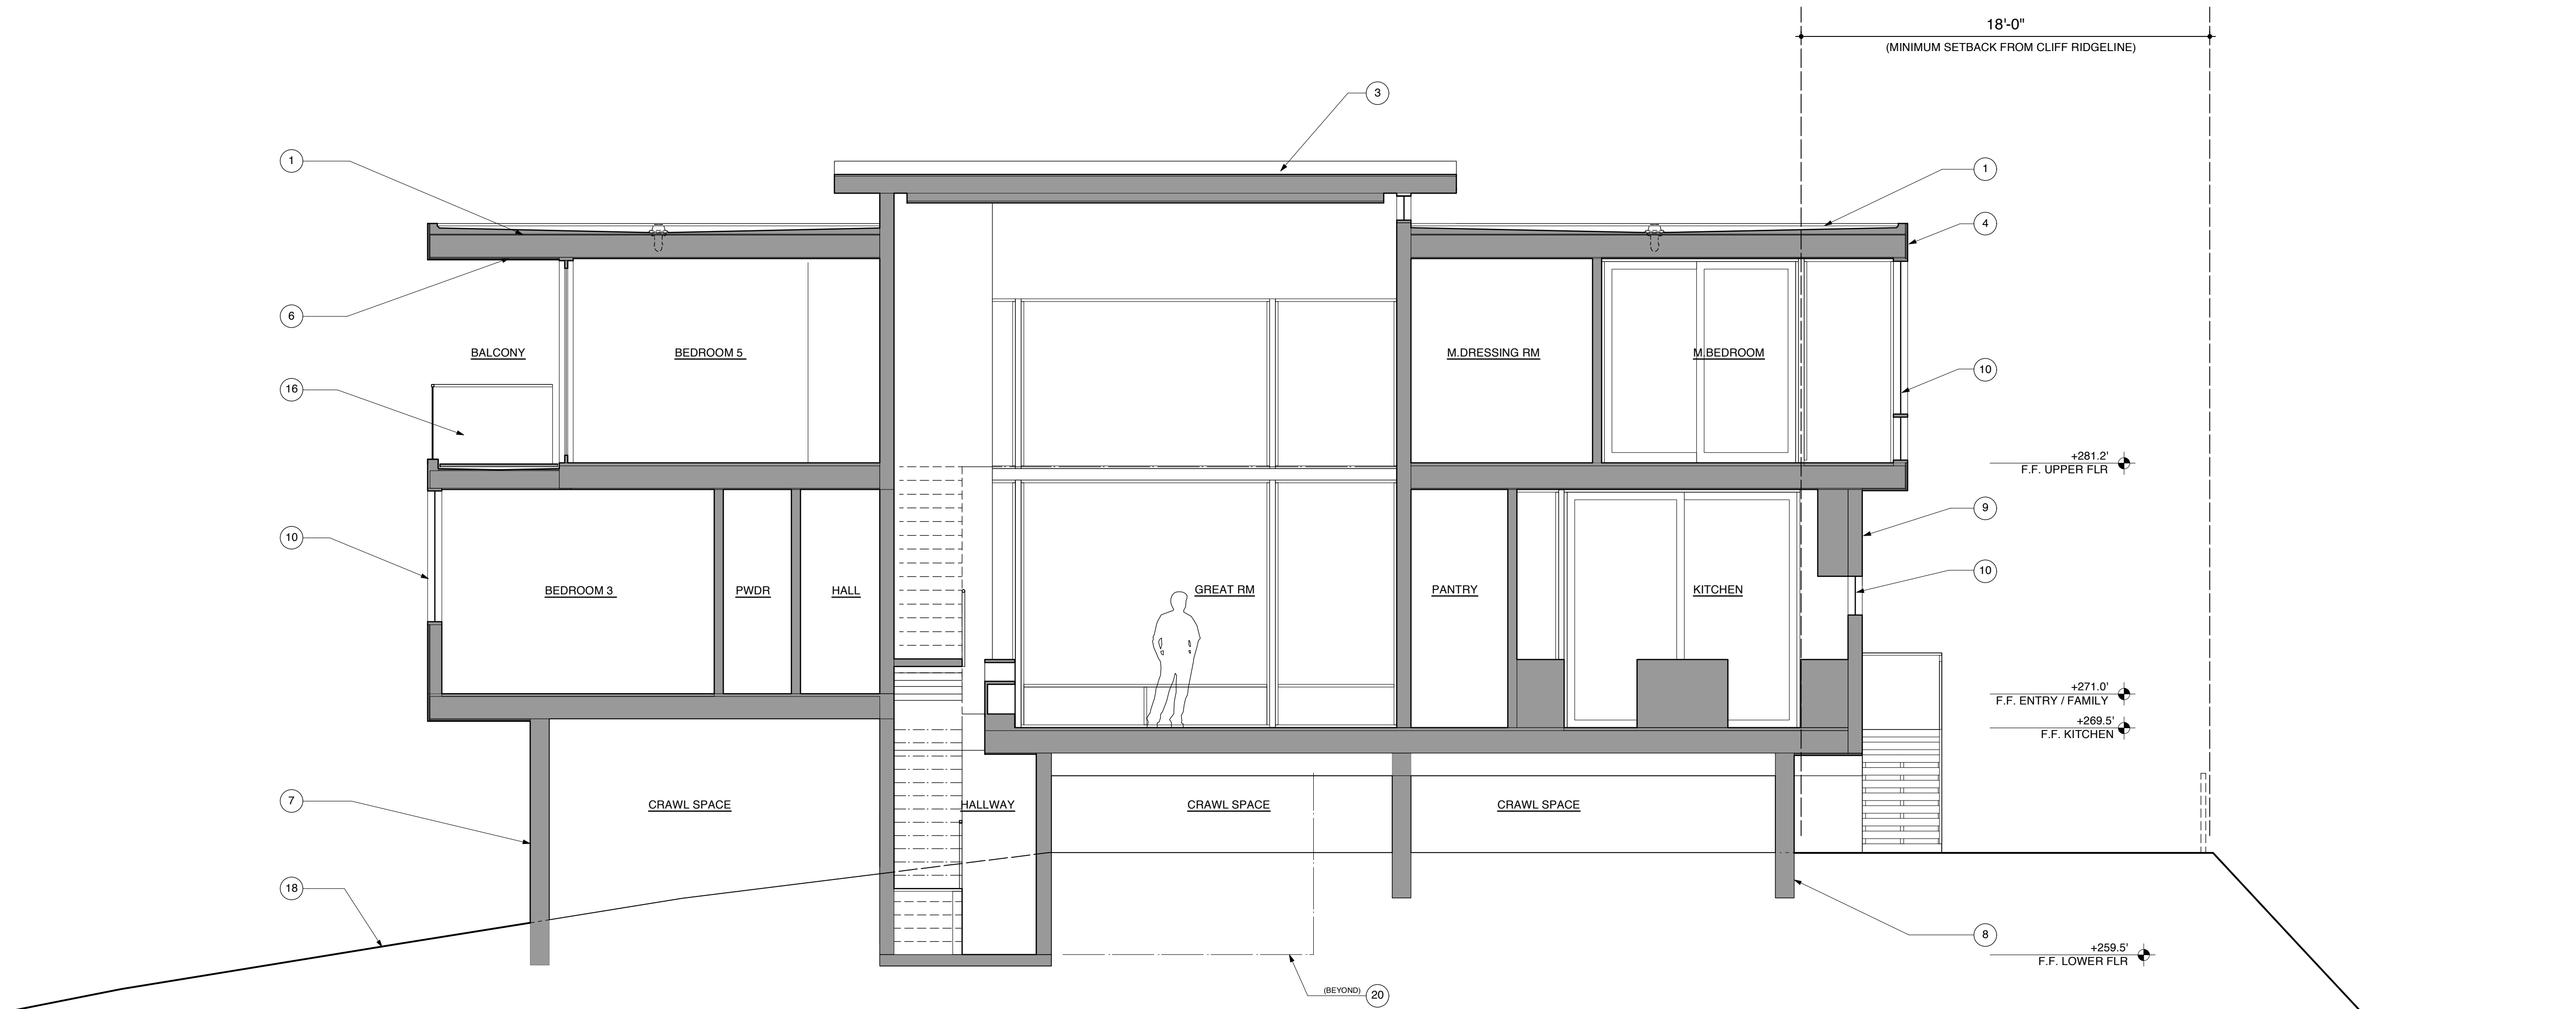 18'-0"
(MINIMUM SETBACK FROM CLIFF RIDGELINE)
3
1
1
4
6
BALCONY
BEDROOM 5
M.DRESSING RM
M.BEDROOM
10
16
+281.2'
F.F. UPPER FLR
9
10
10
BEDROOM 3
PWDR
HALL
GREAT RM
PANTRY
KITCHEN
+271.0'
F.F. ENTRY / FAMILY
+269.5'
F.F. KITCHEN
7
CRAWL SPACE
HALLWAY
CRAWL SPACE
CRAWL SPACE
18
8
+259.5'
F.F. LOWER FLR
(BEYOND)
20